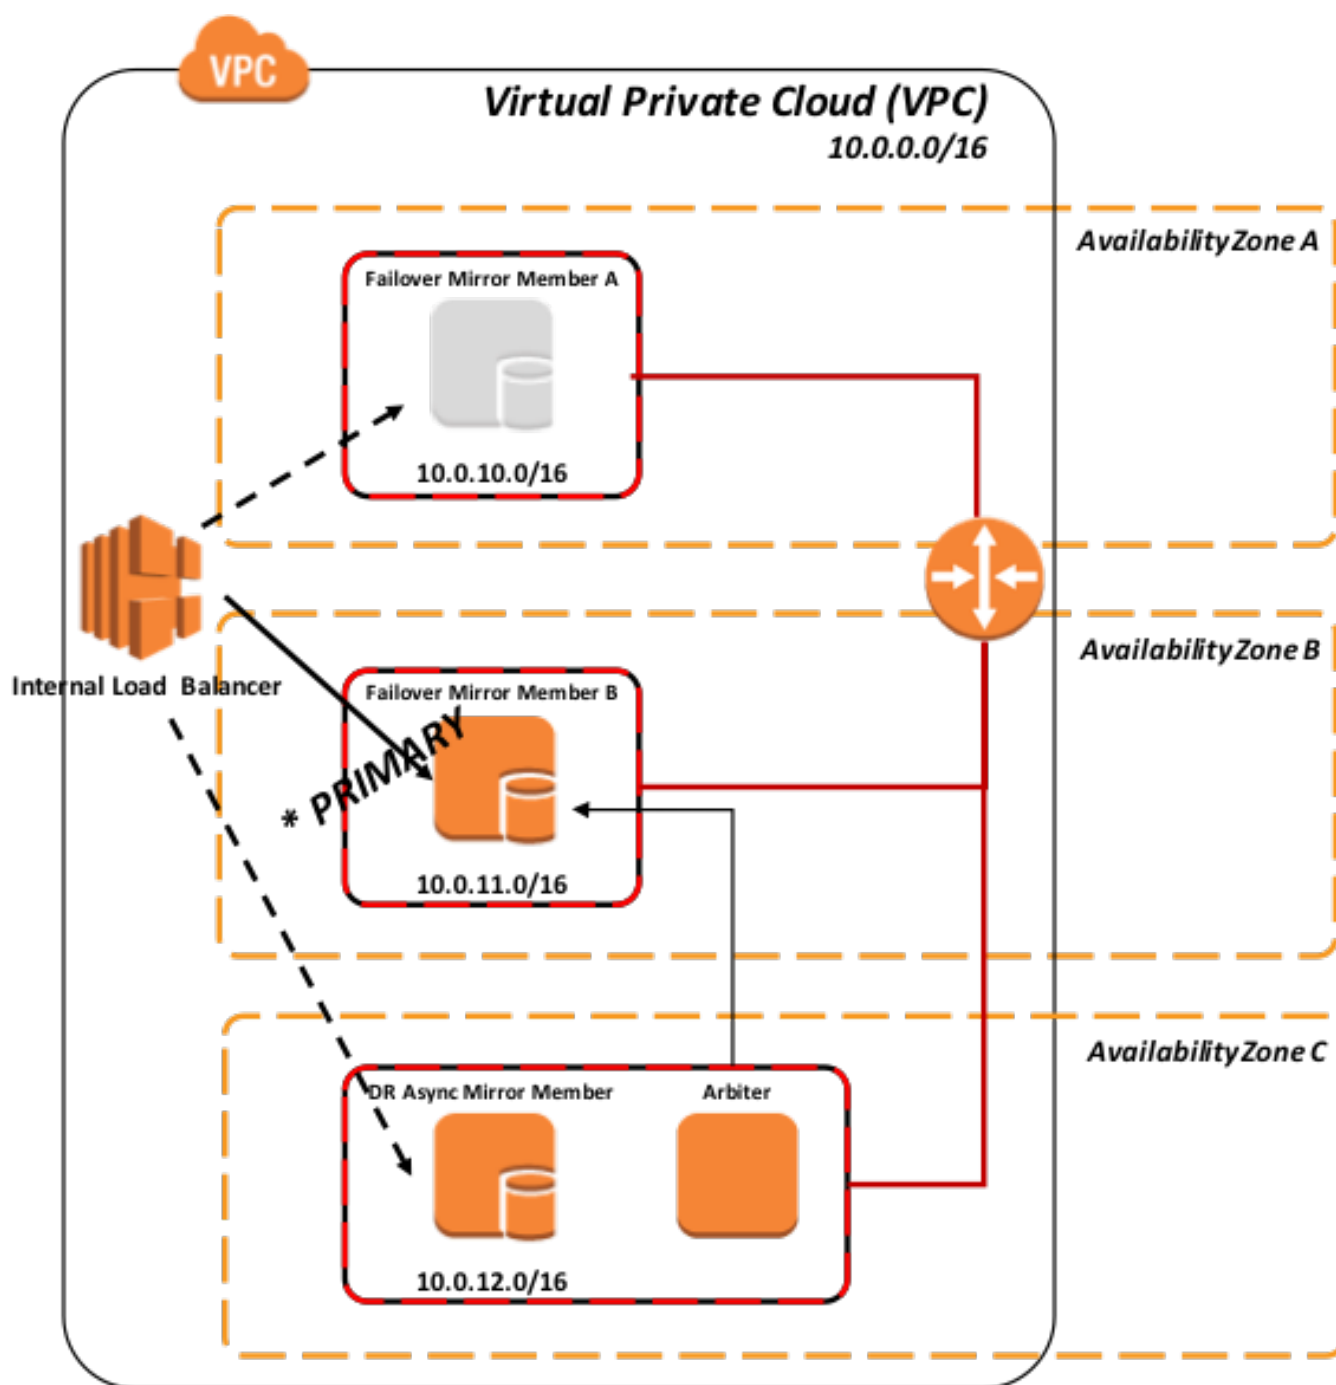 VPC
Virtual Private Cloud (VPC)
10.0.0.0/16
Availability Zone A
Failover Mirror Member A
10.0.10.0/16
Internal Load Balancer
Availability Zone B
Failover Mirror Member B
* PRIMARY
10.0.11.0/16
Availability Zone C
DR Async Mirror Member
Arbiter
10.0.12.0/16